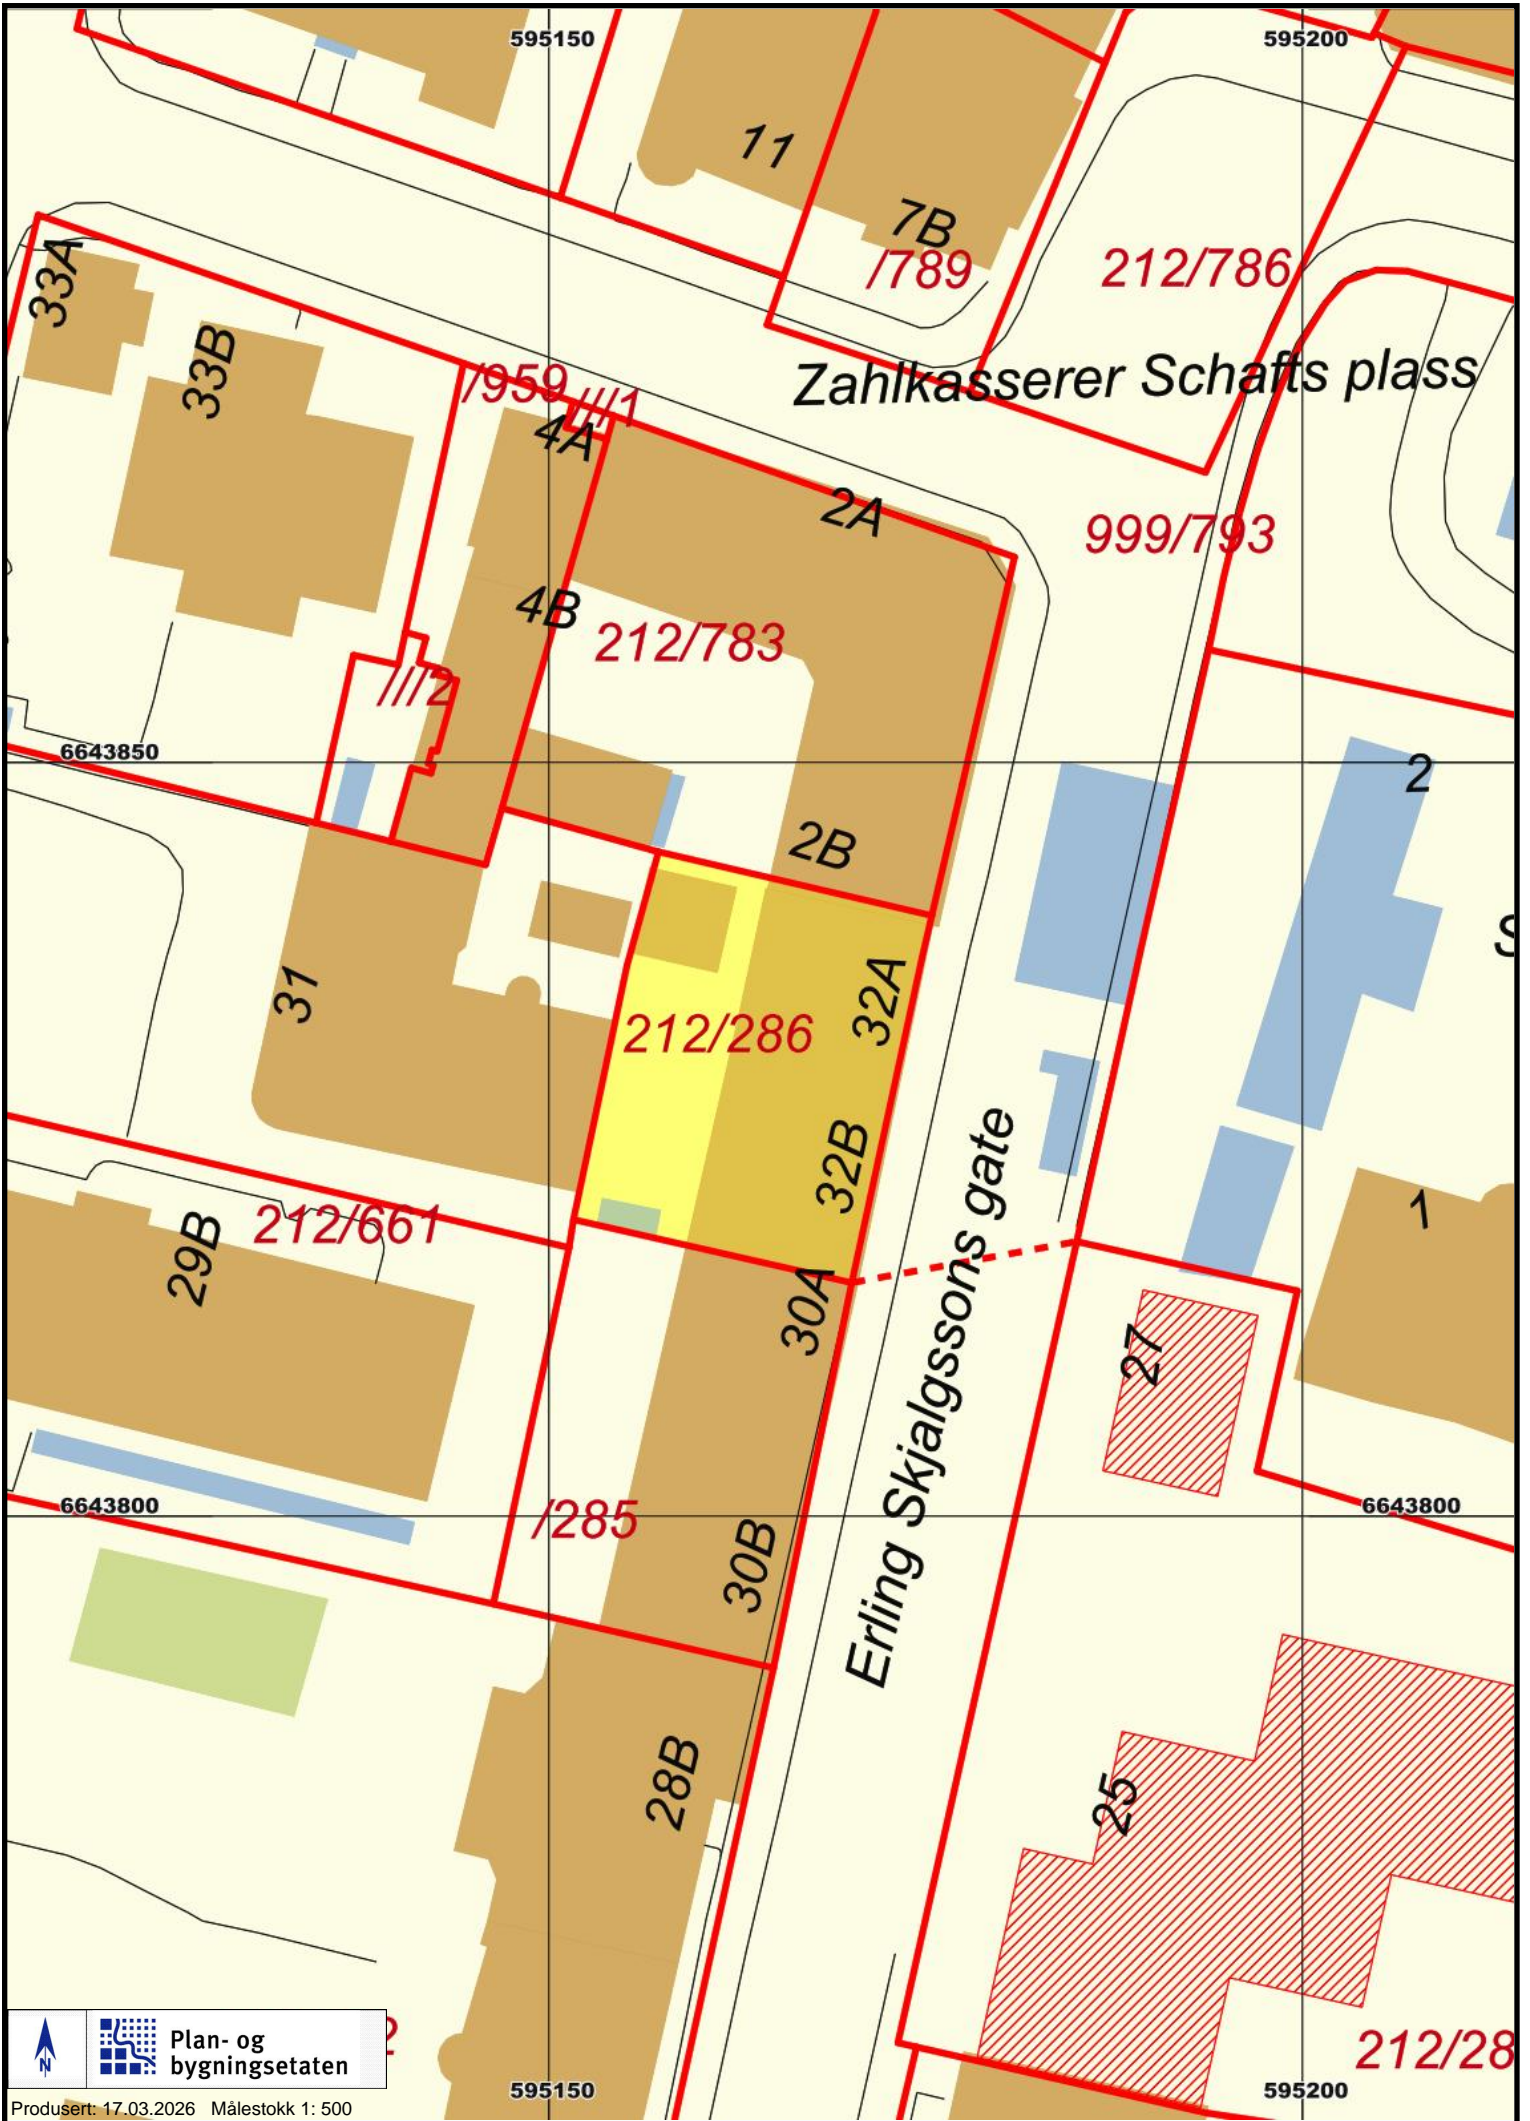 595150
595200
11
7B
/789
212/786
33A
33B
Zahlkasserer Schafts plass
/959
///1
4A
2A
999/793
4B
212/783
///2
6643850
2
2B
S
31
32A
212/286
32B
1
212/661
29B
30A
27
Erling Skjalgssons gate
6643800
6643800
/285
30B
28B
25
2
212/28
N
Plan- og
bygningsetaten
595150
595200
Produsert: 17.03.2026 Målestokk 1: 500